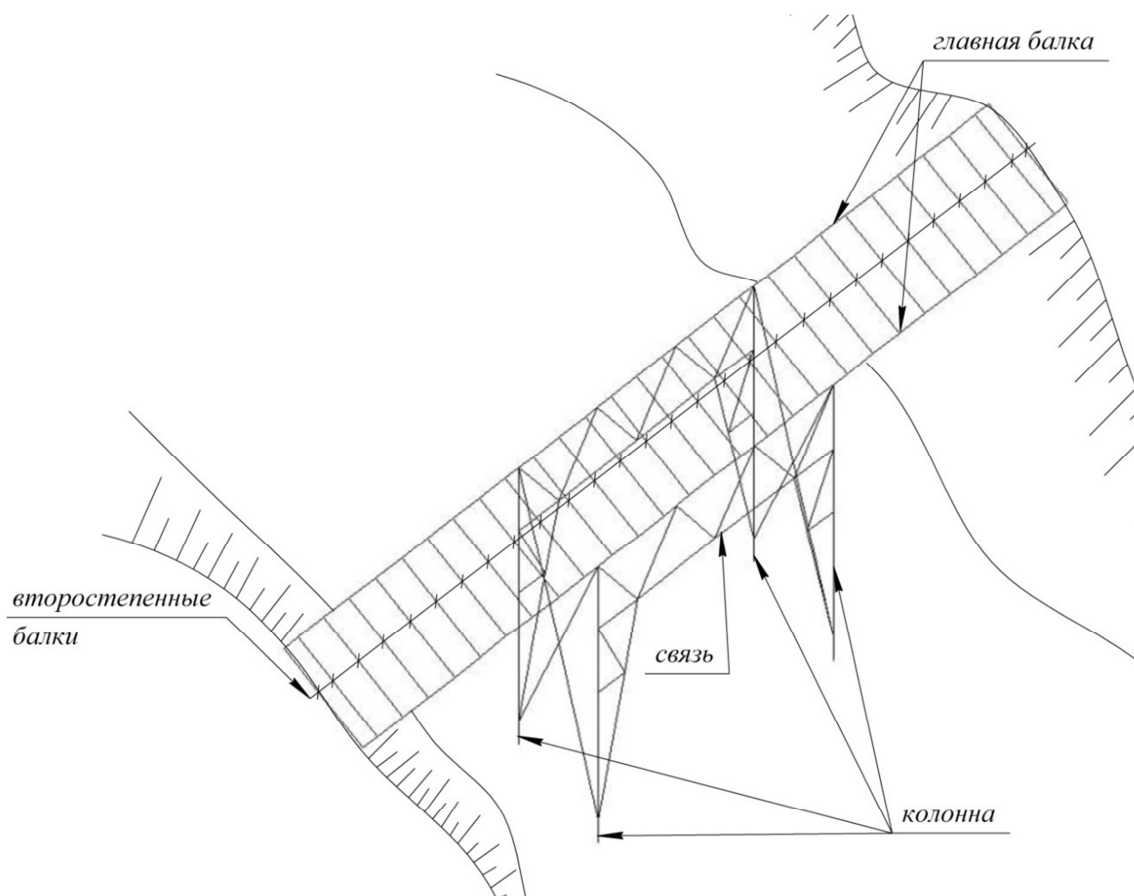 главная балка
второстепенные
балки
связь
колонна